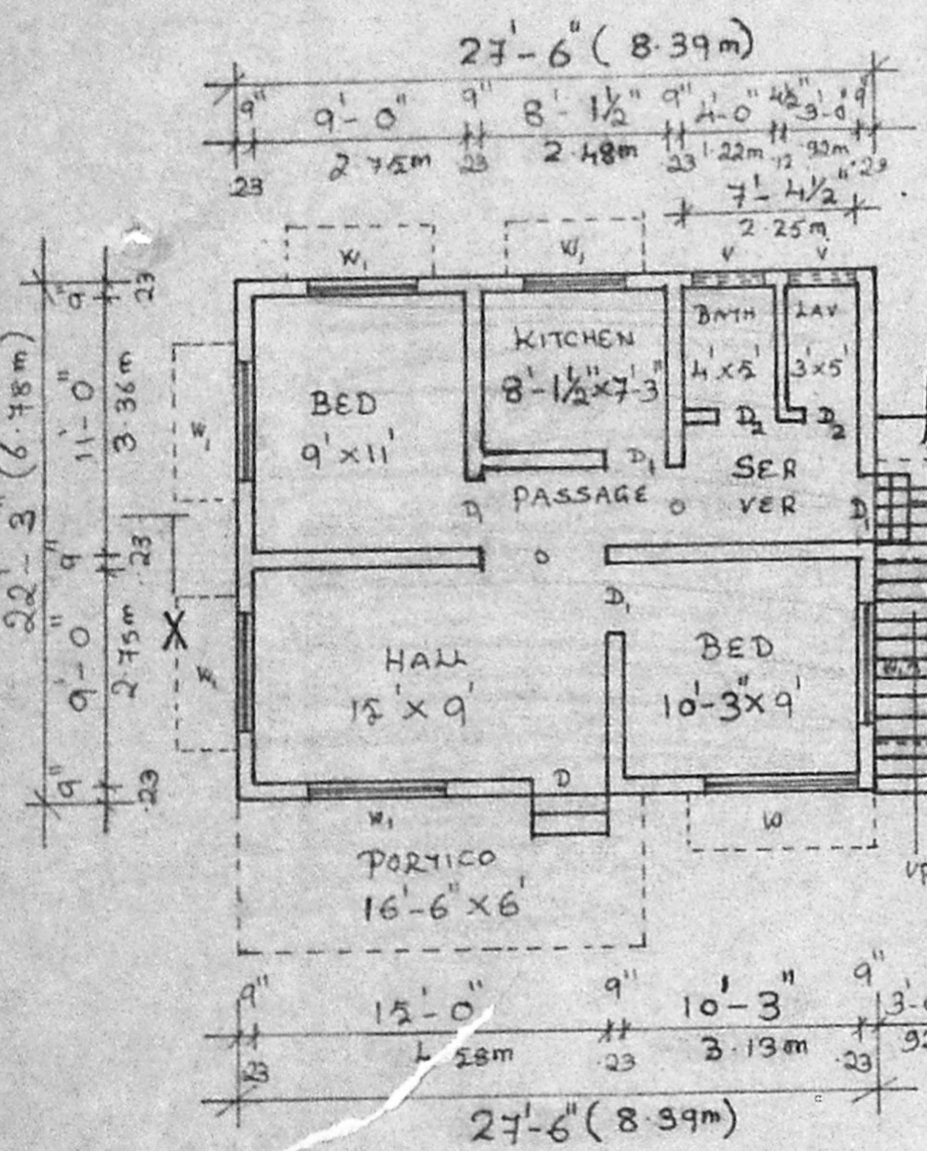 27'-6" (8.39m)
9" 9'-0" 9" 8'-1½" 9" 4'-0" 4½" 3'-0" 9"
.23 2.75m .23 2.48m .23 1.22m .12 .92m .23
7'-4½"
2.25m
W₁ W₁ V V
22'-3" (6.78m)
9" 11'-0" 9" 9'-0" 9"
.23 3.36m .23 2.75m .23
W₁
BED
9'X11'
KITCHEN
8'-1½"X7'-3"
BATH
4'X5'
LAV
3'X5'
D₁ D₂ D₂
PASSAGE
SER
VER
D₁ O D₁
O
D₁
X
W₁
HALL
15'X9'
BED
10'-3"X9'
D
W₁ W
PORTICO
16'-6"X6'
UP
9" 15'-0" 9" 10'-3" 9"
.23 .23 3.13m .23
27'-6" (8.39m)